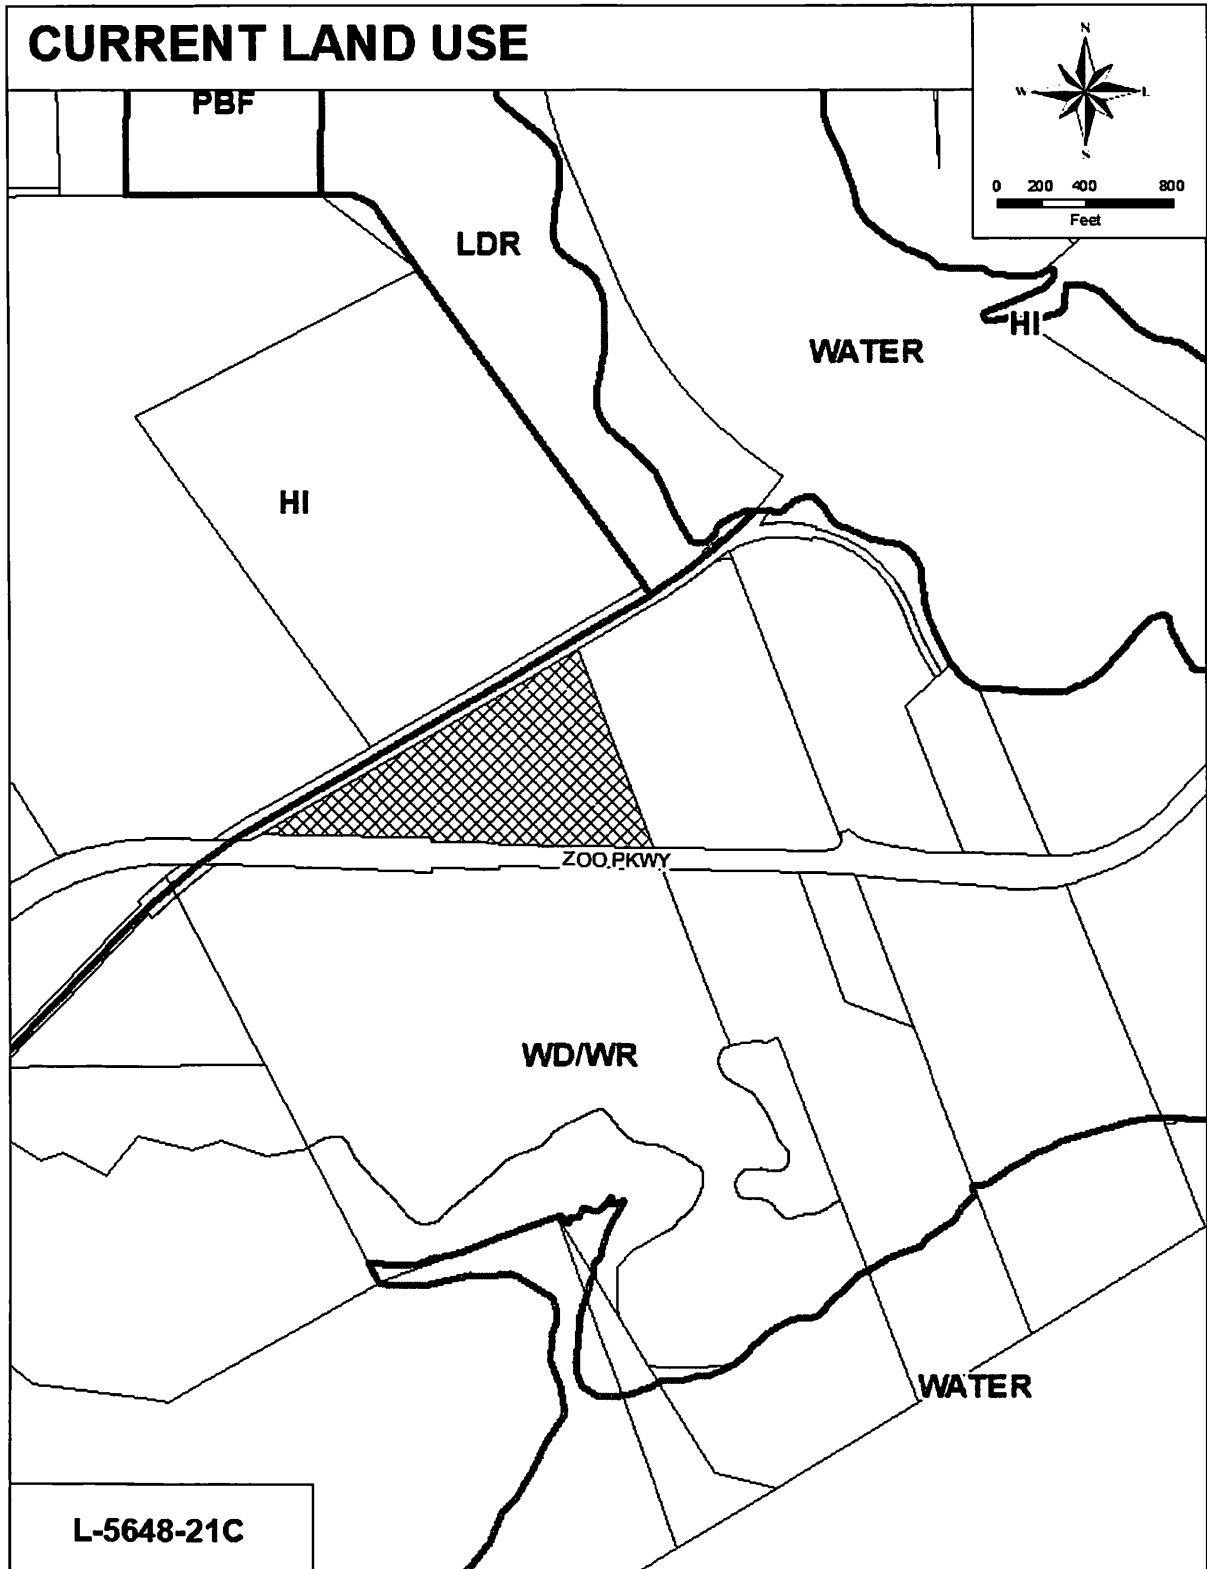 CURRENT LAND USE
N
W
S
0 200 400 800
Feet
PBF
LDR
HI
WATER
HI
ZOO PKWY
WD/WR
WATER
L-5648-21C